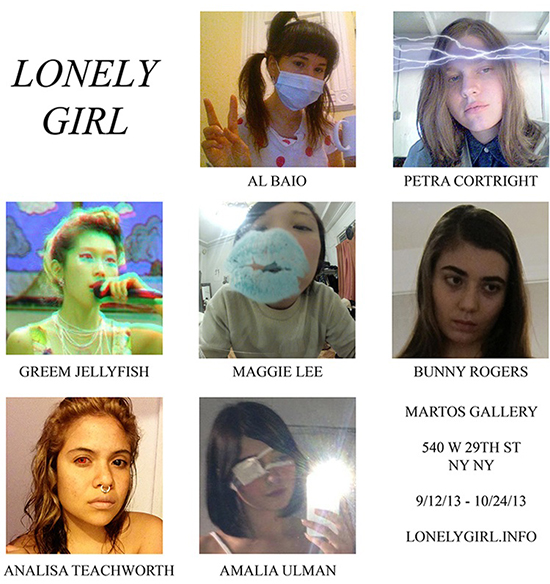 LONELY
GIRL
AL BAIO
PETRA CORTRIGHT
GREEM JELLYFISH
MAGGIE LEE
BUNNY ROGERS
MARTOS GALLERY
540 W 29TH ST
NY NY
9/12/13 - 10/24/13
LONELYGIRL.INFO
ANALISA TEACHWORTH
AMALIA ULMAN